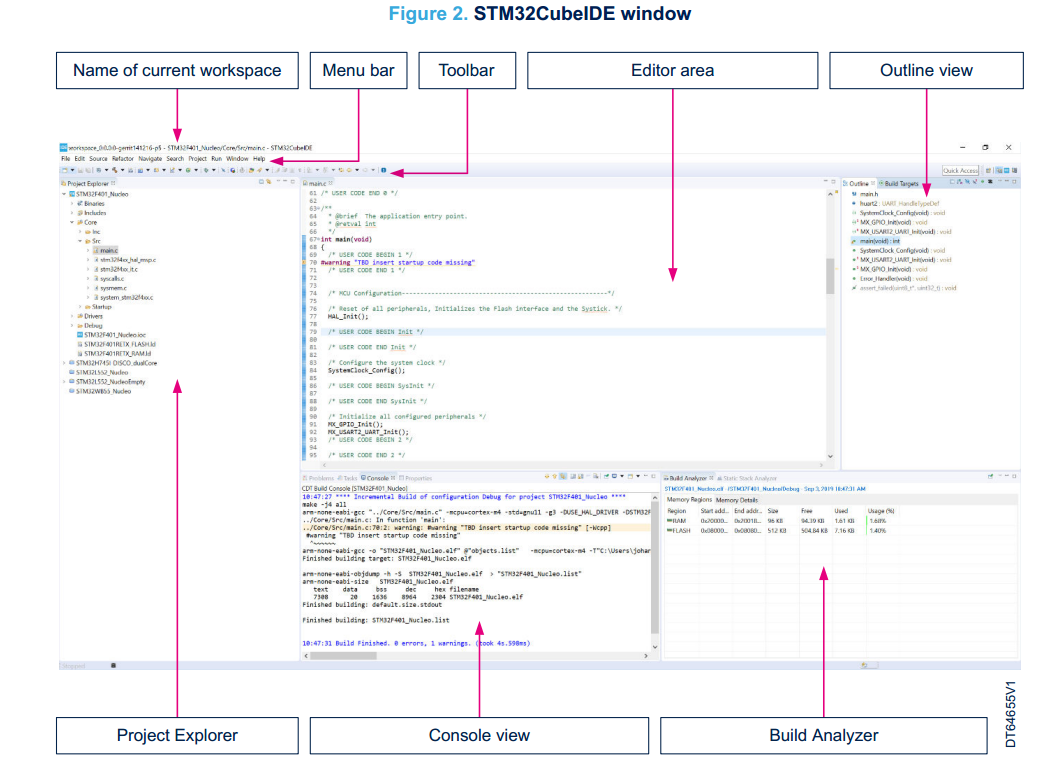 Figure 2. STM32CubeIDE window
Name of current workspace
Menu bar
Toolbar
Editor area
Outline view
workspace_0.0.0.0-gerrit141216-p5 - STM32F401_Nucleo/Core/Src/main.c - STM32CubeIDE
File Edit Source Refactor Navigate Search Project Run Window Help
Quick Access
Project Explorer
STM32F401_Nucleo
Binaries
Includes
Core
Inc
Src
main.c
stm32f4xx_hal_msp.c
stm32f4xx_it.c
syscalls.c
sysmem.c
system_stm32f4xx.c
Startup
Drivers
Debug
STM32F401_Nucleo.ioc
STM32F401RETX_FLASH.ld
STM32F401RETX_RAM.ld
STM32H745I DISCO_dualCore
STM32L552_Nucleo
STM32L552_NucleoEmpty
STM32WB55_Nucleo
main.c
61 /* USER CODE END 0 */
62
63 /**
64 * @brief The application entry point.
65 * @retval int
66 */
67 int main(void)
68 {
69 /* USER CODE BEGIN 1 */
70 #warning "TBD insert startup code missing"
71 /* USER CODE END 1 */
72
73
74 /* MCU Configuration--------------------------------------------------------*/
75
76 /* Reset of all peripherals, Initializes the Flash interface and the Systick. */
77 HAL_Init();
78
79 /* USER CODE BEGIN Init */
80
81 /* USER CODE END Init */
82
83 /* Configure the system clock */
84 SystemClock_Config();
85
86 /* USER CODE BEGIN SysInit */
87
88 /* USER CODE END SysInit */
89
90 /* Initialize all configured peripherals */
91 MX_GPIO_Init();
92 MX_USART2_UART_Init();
93 /* USER CODE BEGIN 2 */
94
95 /* USER CODE END 2 */
Outline Build Targets
main.h
huart2 : UART_HandleTypeDef
SystemClock_Config(void) : void
MX_GPIO_Init(void) : void
MX_USART2_UART_Init(void) : void
main(void) : int
SystemClock_Config(void) : void
MX_USART2_UART_Init(void) : void
MX_GPIO_Init(void) : void
Error_Handler(void) : void
assert_failed(uint8_t*, uint32_t) : void
Problems Tasks Console Properties
CDT Build Console [STM32F401_Nucleo]
10:47:27 **** Incremental Build of configuration Debug for project STM32F401_Nucleo ****
make -j4 all
arm-none-eabi-gcc "../Core/Src/main.c" -mcpu=cortex-m4 -std=gnu11 -g3 -DUSE_HAL_DRIVER -DSTM32F
../Core/Src/main.c: In function 'main':
../Core/Src/main.c:70:2: warning: #warning "TBD insert startup code missing" [-Wcpp]
#warning "TBD insert startup code missing"
^~~~~~~
arm-none-eabi-gcc -o "STM32F401_Nucleo.elf" @"objects.list" -mcpu=cortex-m4 -T"C:\Users\johan
Finished building target: STM32F401_Nucleo.elf
arm-none-eabi-objdump -h -S STM32F401_Nucleo.elf > "STM32F401_Nucleo.list"
arm-none-eabi-size STM32F401_Nucleo.elf
text data bss dec hex filename
7308 20 1636 8964 2304 STM32F401_Nucleo.elf
Finished building: default.size.stdout
Finished building: STM32F401_Nucleo.list
10:47:31 Build Finished. 0 errors, 1 warnings. (took 4s.598ms)
Build Analyzer Static Stack Analyzer
STM32F401_Nucleo.elf - /STM32F401_Nucleo/Debug - Sep 3, 2019 10:47:31 AM
Memory Regions Memory Details
Region Start add... End addr... Size Free Used Usage (%)
RAM 0x20000... 0x20018... 96 KB 94.39 KB 1.61 KB 1.68%
FLASH 0x08000... 0x08080... 512 KB 504.84 KB 7.16 KB 1.40%
Project Explorer
Console view
Build Analyzer
DT64655V1